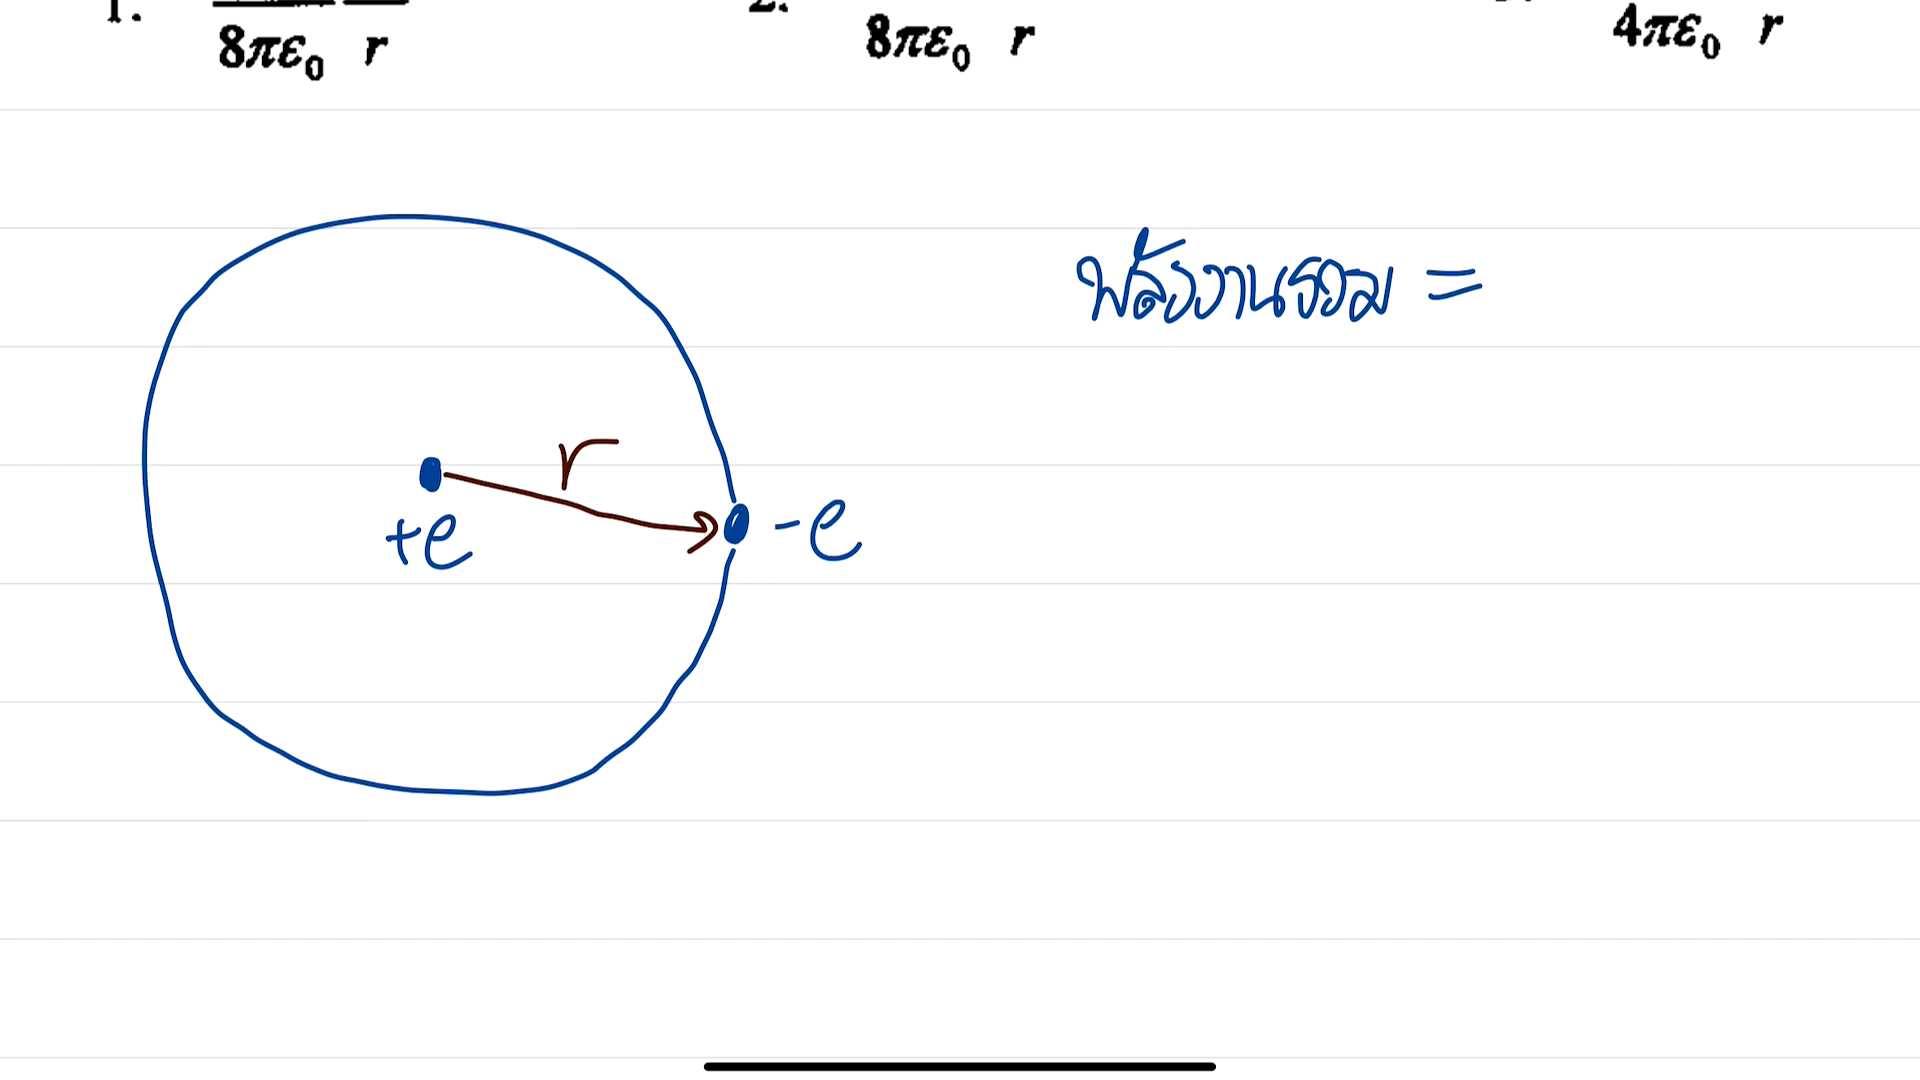 1. 8πε₀ r 2. 8πε₀ r 4πε₀ r
พลังงานรวม =
r
+e
-e